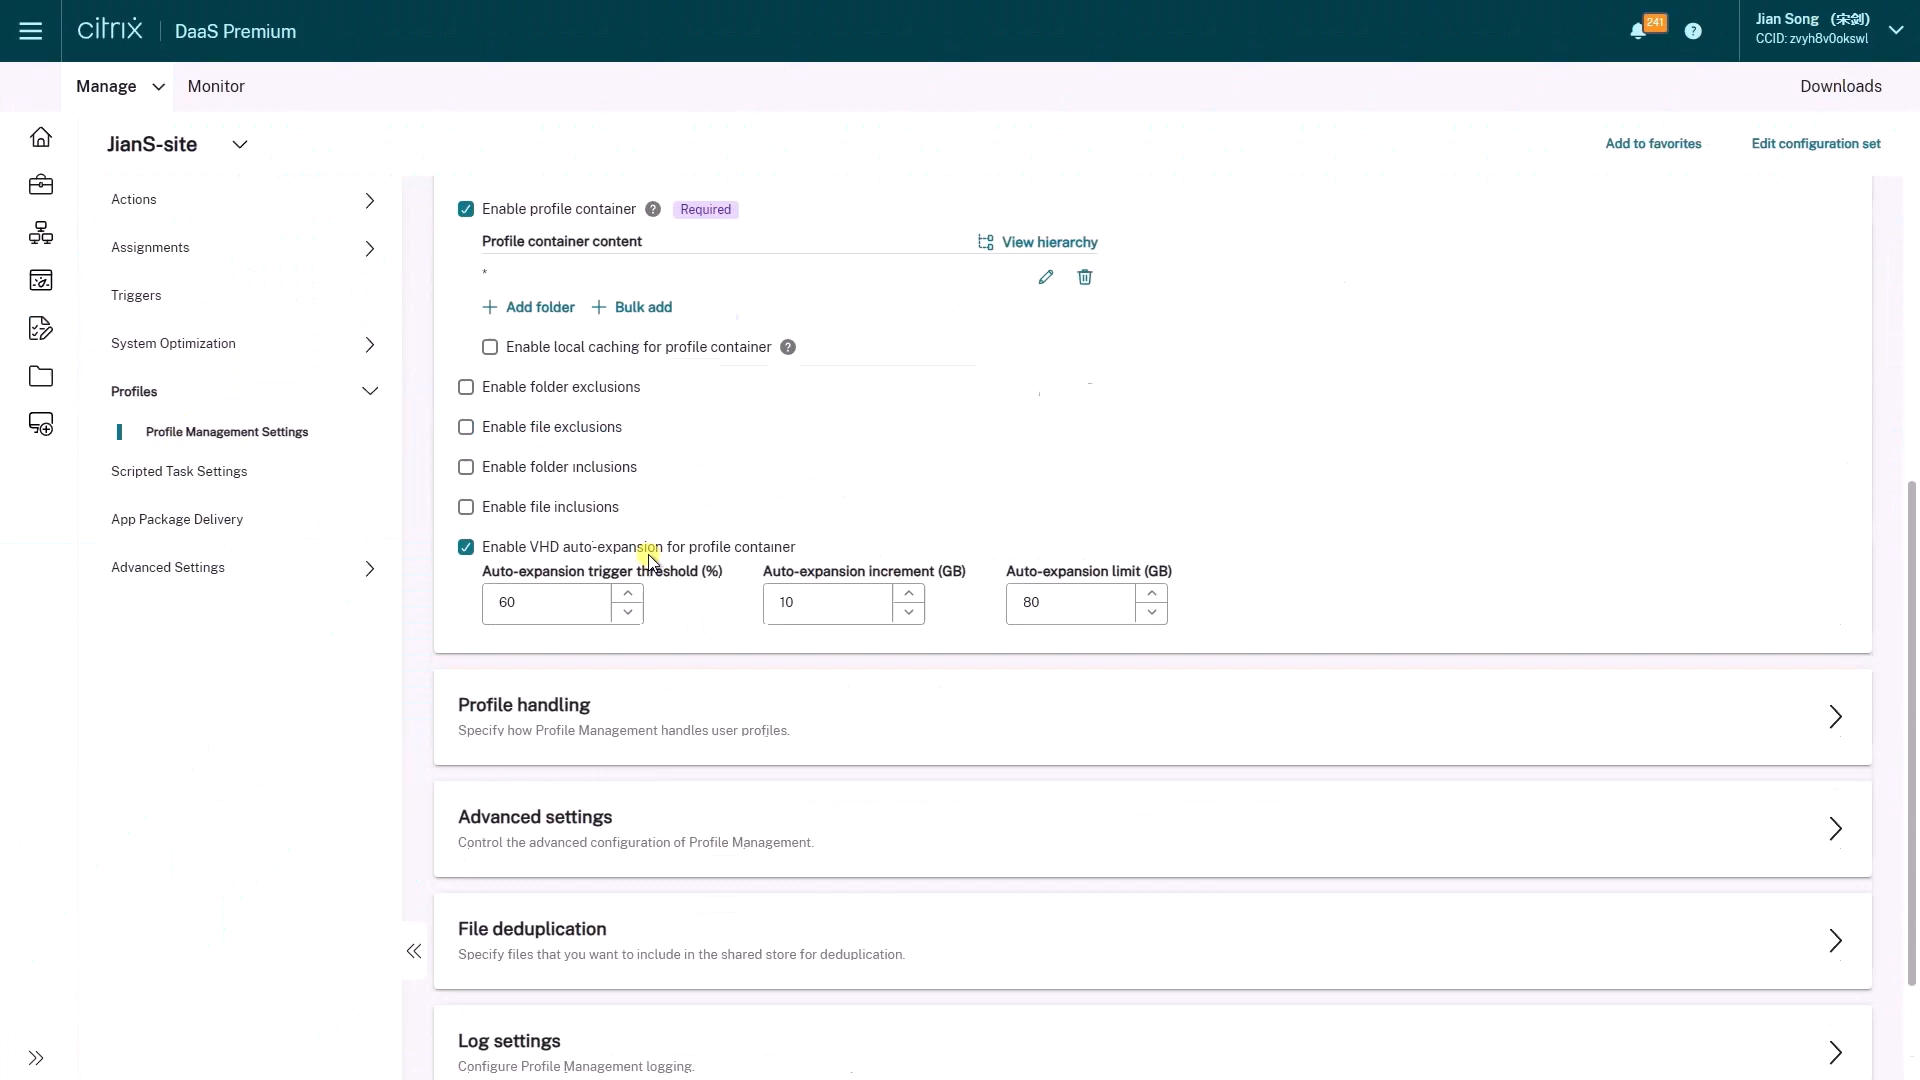 citrix DaaS Premium
241
?
Jian Song (宋剑)
CCID: zvyh8v0okswl
Manage Monitor Downloads
JianS-site
Add to favorites Edit configuration set
Actions
Assignments
Triggers
System Optimization
Profiles
Profile Management Settings
Scripted Task Settings
App Package Delivery
Advanced Settings
Enable profile container ? Required
Profile container content View hierarchy
*
+ Add folder + Bulk add
Enable local caching for profile container ?
Enable folder exclusions
Enable file exclusions
Enable folder inclusions
Enable file inclusions
Enable VHD auto-expansion for profile container
Auto-expansion trigger threshold (%) Auto-expansion increment (GB) Auto-expansion limit (GB)
60 10 80
Profile handling
Specify how Profile Management handles user profiles.
Advanced settings
Control the advanced configuration of Profile Management.
File deduplication
Specify files that you want to include in the shared store for deduplication.
Log settings
Configure Profile Management logging.